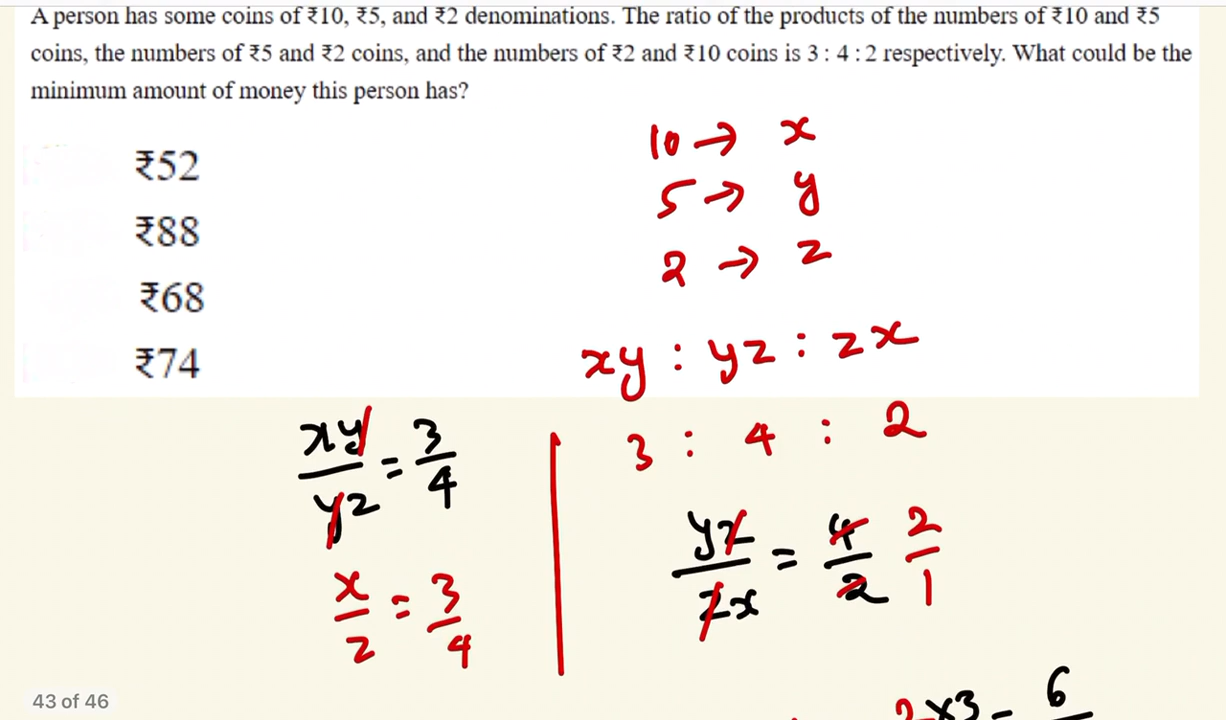 A person has some coins of ₹10, ₹5, and ₹2 denominations. The ratio of the products of the numbers of ₹10 and ₹5
coins, the numbers of ₹5 and ₹2 coins, and the numbers of ₹2 and ₹10 coins is 3 : 4 : 2 respectively. What could be the
minimum amount of money this person has?
₹52
₹88
₹68
₹74
10 → x
5 → y
2 → z
xy : yz : zx
3 : 4 : 2
xy/yz = 3/4
x/z = 3/4
yz/zx = 4/2 2/1
2×3 = 6
43 of 46